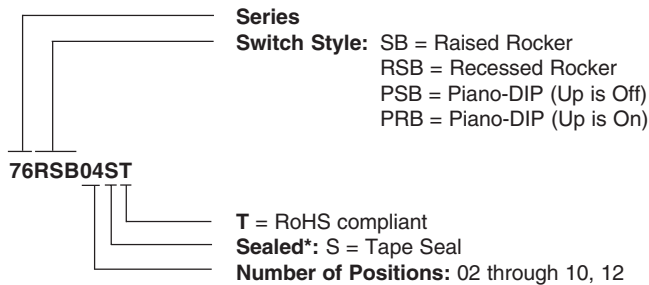 Series
Switch Style: SB = Raised Rocker
RSB = Recessed Rocker
PSB = Piano-DIP (Up is Off)
PRB = Piano-DIP (Up is On)
76RSB04ST
T = RoHS compliant
Sealed*: S = Tape Seal
Number of Positions: 02 through 10, 12